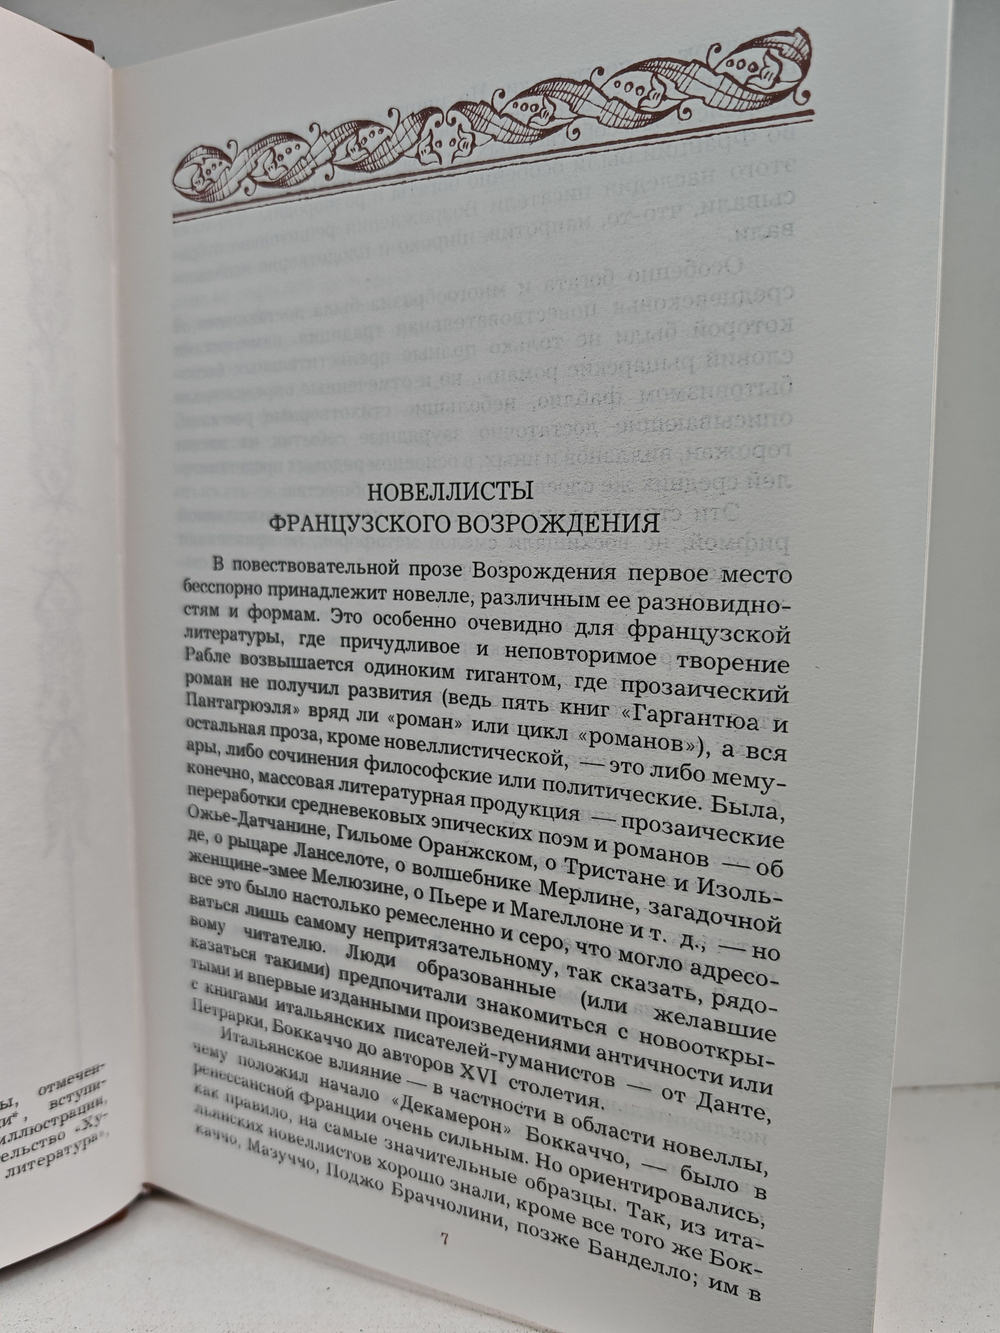 НОВЕЛЛИСТЫ
ФРАНЦУЗСКОГО ВОЗРОЖДЕНИЯ
В повествовательной прозе Возрождения первое место
бесспорно принадлежит новелле, различным ее разновидно-
стям и формам. Это особенно очевидно для французской
литературы, где причудливое и неповторимое творение
Рабле возвышается одиноким гигантом, где прозаический
роман не получил развития (ведь пять книг «Гаргантюа и
Пантагрюэля» вряд ли «роман» или цикл «романов»), а вся
остальная проза, кроме новеллистической, — это либо мему-
ары, либо сочинения философские или политические. Была,
конечно, массовая литературная продукция — прозаические
переработки средневековых эпических поэм и романов — об
Ожье-Датчанине, Гильоме Оранжском, о Тристане и Изоль-
де, о рыцаре Ланселоте, о волшебнике Мерлине, загадочной
женщине-змее Мелюзине, о Пьере и Магеллоне и т. д., — но
все это было настолько ремесленно и серо, что могло адресо-
ваться лишь самому непритязательному, так сказать, рядо-
вому читателю. Люди образованные (или желавшие
казаться такими) предпочитали знакомиться с новооткры-
тыми и впервые изданными произведениями античности или
с книгами итальянских писателей-гуманистов — от Данте,
Петрарки, Боккаччо до авторов XVI столетия.
Итальянское влияние — в частности в области новеллы,
чему положил начало «Декамерон» Боккаччо, — было в
ренессансной Франции очень сильным. Но ориентировались,
как правило, на самые значительные образцы. Так, из ита-
льянских новеллистов хорошо знали, кроме все того же Бок-
каччо, Мазуччо, Поджо Браччолини, позже Банделло; им в
7
ы, отмечен-
и*, вступи-
иллюстрации,
ельство «Ху-
литература»,